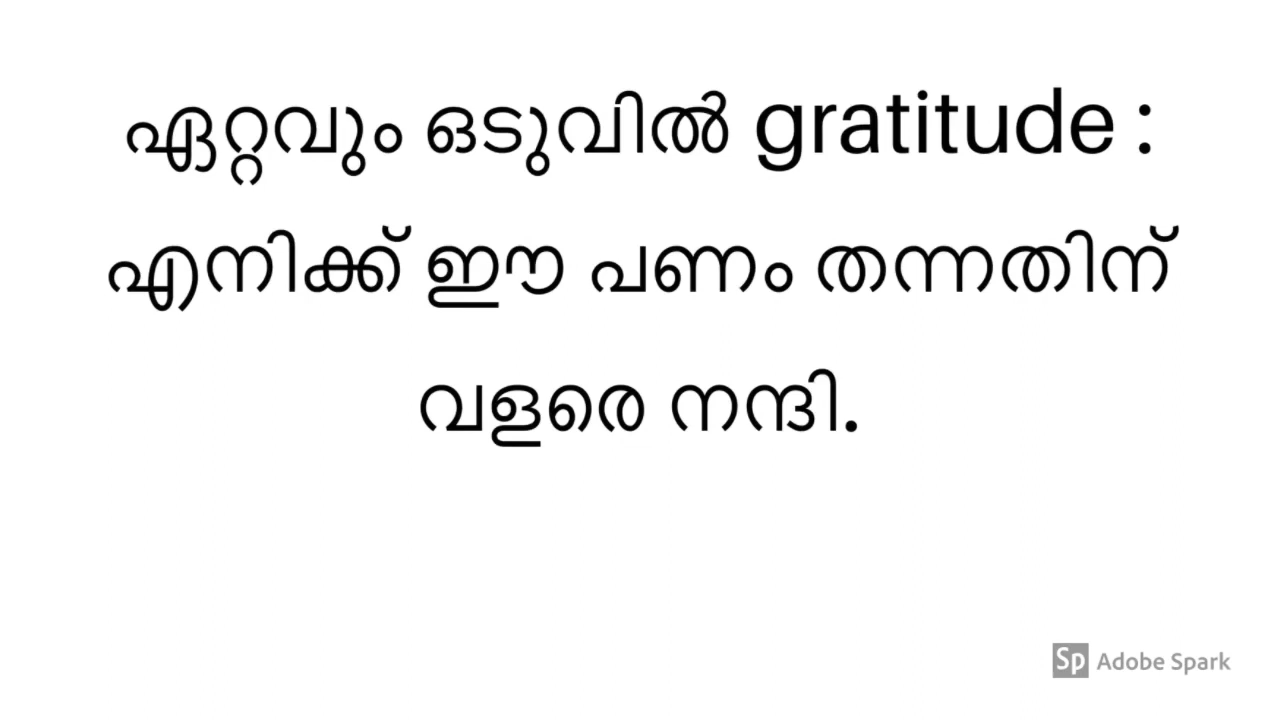 ഏറ്റവും ഒടുവിൽ gratitude :
എനിക്ക് ഈ പണം തന്നതിന്
വളരെ നന്ദി.
Sp Adobe Spark